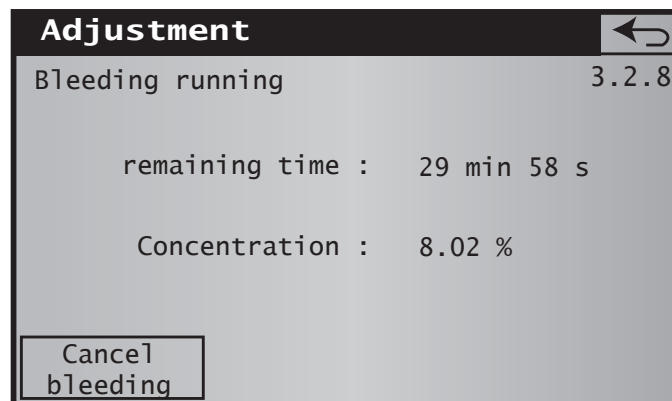 Adjustment
Bleeding running 3.2.8
remaining time : 29 min 58 s
Concentration : 8.02 %
Cancel
bleeding